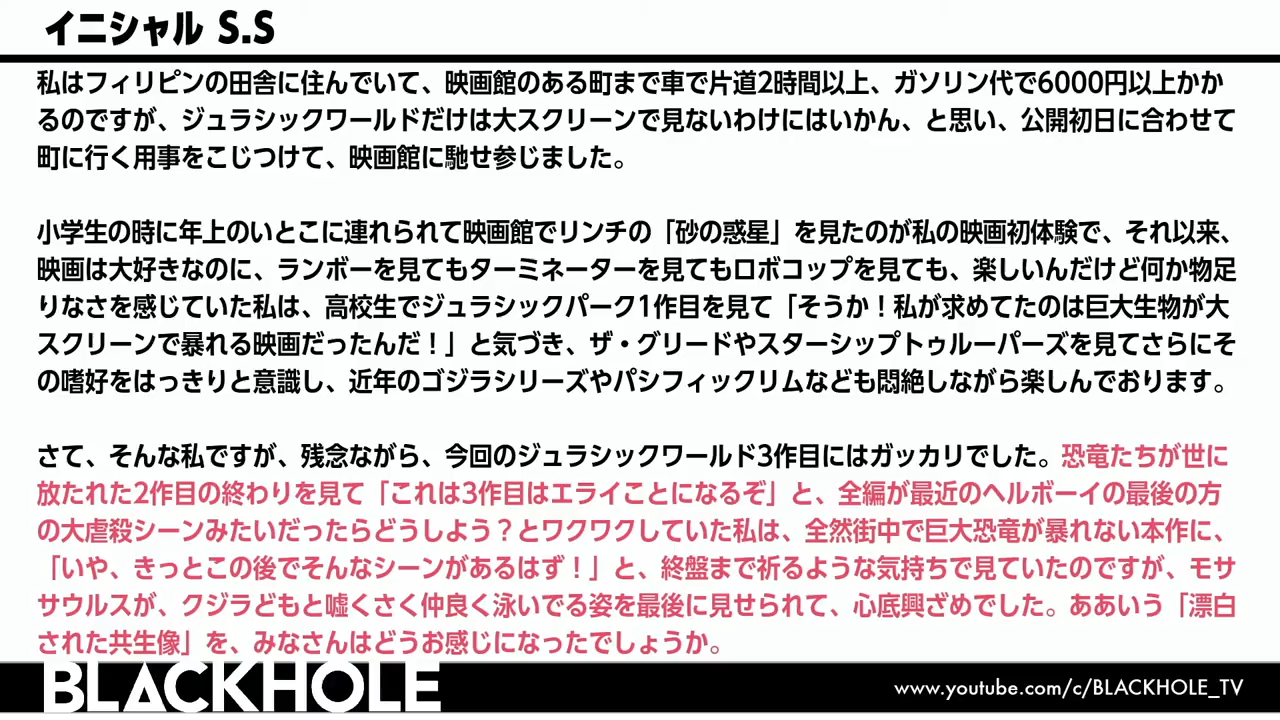 イニシャル S.S
私はフィリピンの田舎に住んでいて、映画館のある町まで車で片道2時間以上、ガソリン代で6000円以上かか
るのですが、ジュラシックワールドだけは大スクリーンで見ないわけにはいかん、と思い、公開初日に合わせて
町に行く用事をこじつけて、映画館に馳せ参じました。
小学生の時に年上のいとこに連れられて映画館でリンチの「砂の惑星」を見たのが私の映画初体験で、それ以来、
映画は大好きなのに、ランボーを見てもターミネーターを見てもロボコップを見ても、楽しいんだけど何か物足
りなさを感じていた私は、高校生でジュラシックパーク1作目を見て「そうか！私が求めてたのは巨大生物が大
スクリーンで暴れる映画だったんだ！」と気づき、ザ・グリードやスターシップトゥルーパーズを見てさらにそ
の嗜好をはっきりと意識し、近年のゴジラシリーズやパシフィックリムなども悶絶しながら楽しんでおります。
さて、そんな私ですが、残念ながら、今回のジュラシックワールド3作目にはガッカリでした。恐竜たちが世に
放たれた2作目の終わりを見て「これは3作目はエライことになるぞ」と、全編が最近のヘルボーイの最後の方
の大虐殺シーンみたいだったらどうしよう？とワクワクしていた私は、全然街中で巨大恐竜が暴れない本作に、
「いや、きっとこの後でそんなシーンがあるはず！」と、終盤まで祈るような気持ちで見ていたのですが、モサ
サウルスが、クジラどもと嘘くさく仲良く泳いでる姿を最後に見せられて、心底興ざめでした。ああいう「漂白
された共生像」を、みなさんはどうお感じになったでしょうか。
BLACKHOLE
www.youtube.com/c/BLACKHOLE_TV